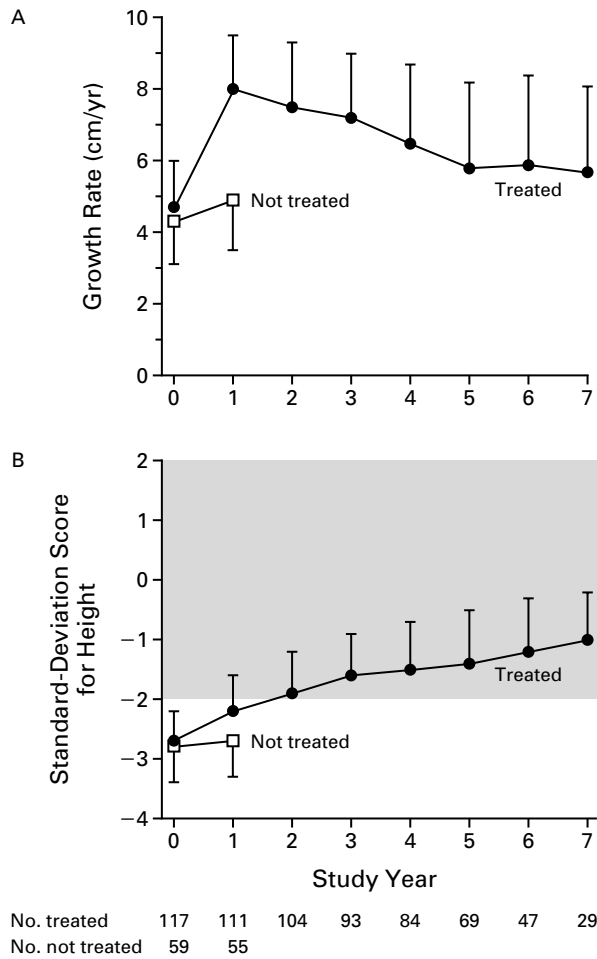 A
Growth Rate (cm/yr)
10
8
6
4
2
0
Not treated
Treated
0 1 2 3 4 5 6 7
B
Standard-Deviation Score
for Height
2
1
0
−1
−2
−3
−4
Treated
Not treated
0 1 2 3 4 5 6 7
Study Year
No. treated 117 111 104 93 84 69 47 29
No. not treated 59 55